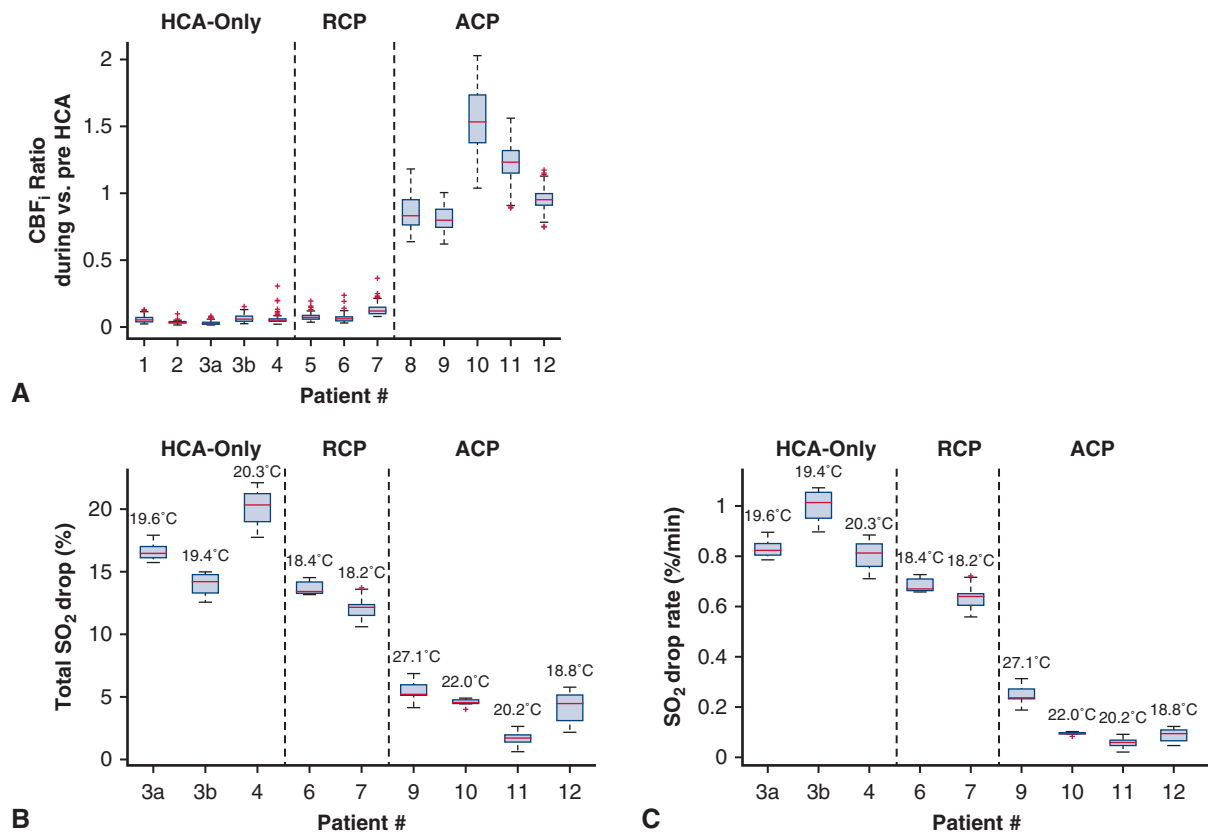 HCA-Only RCP ACP
CBFi Ratio
during vs. pre HCA
2
1.5
1
0.5
0
1 2 3a 3b 4 5 6 7 8 9 10 11 12
Patient #
A
HCA-Only RCP ACP
Total SO2 drop (%)
20
15
10
5
0
19.6˚C 19.4˚C 20.3˚C 18.4˚C 18.2˚C 27.1˚C 22.0˚C 20.2˚C 18.8˚C
3a 3b 4 6 7 9 10 11 12
Patient #
B
HCA-Only RCP ACP
SO2 drop rate (%/min)
1
0.8
0.6
0.4
0.2
0
19.6˚C 19.4˚C 20.3˚C 18.4˚C 18.2˚C 27.1˚C 22.0˚C 20.2˚C 18.8˚C
3a 3b 4 6 7 9 10 11 12
Patient #
C